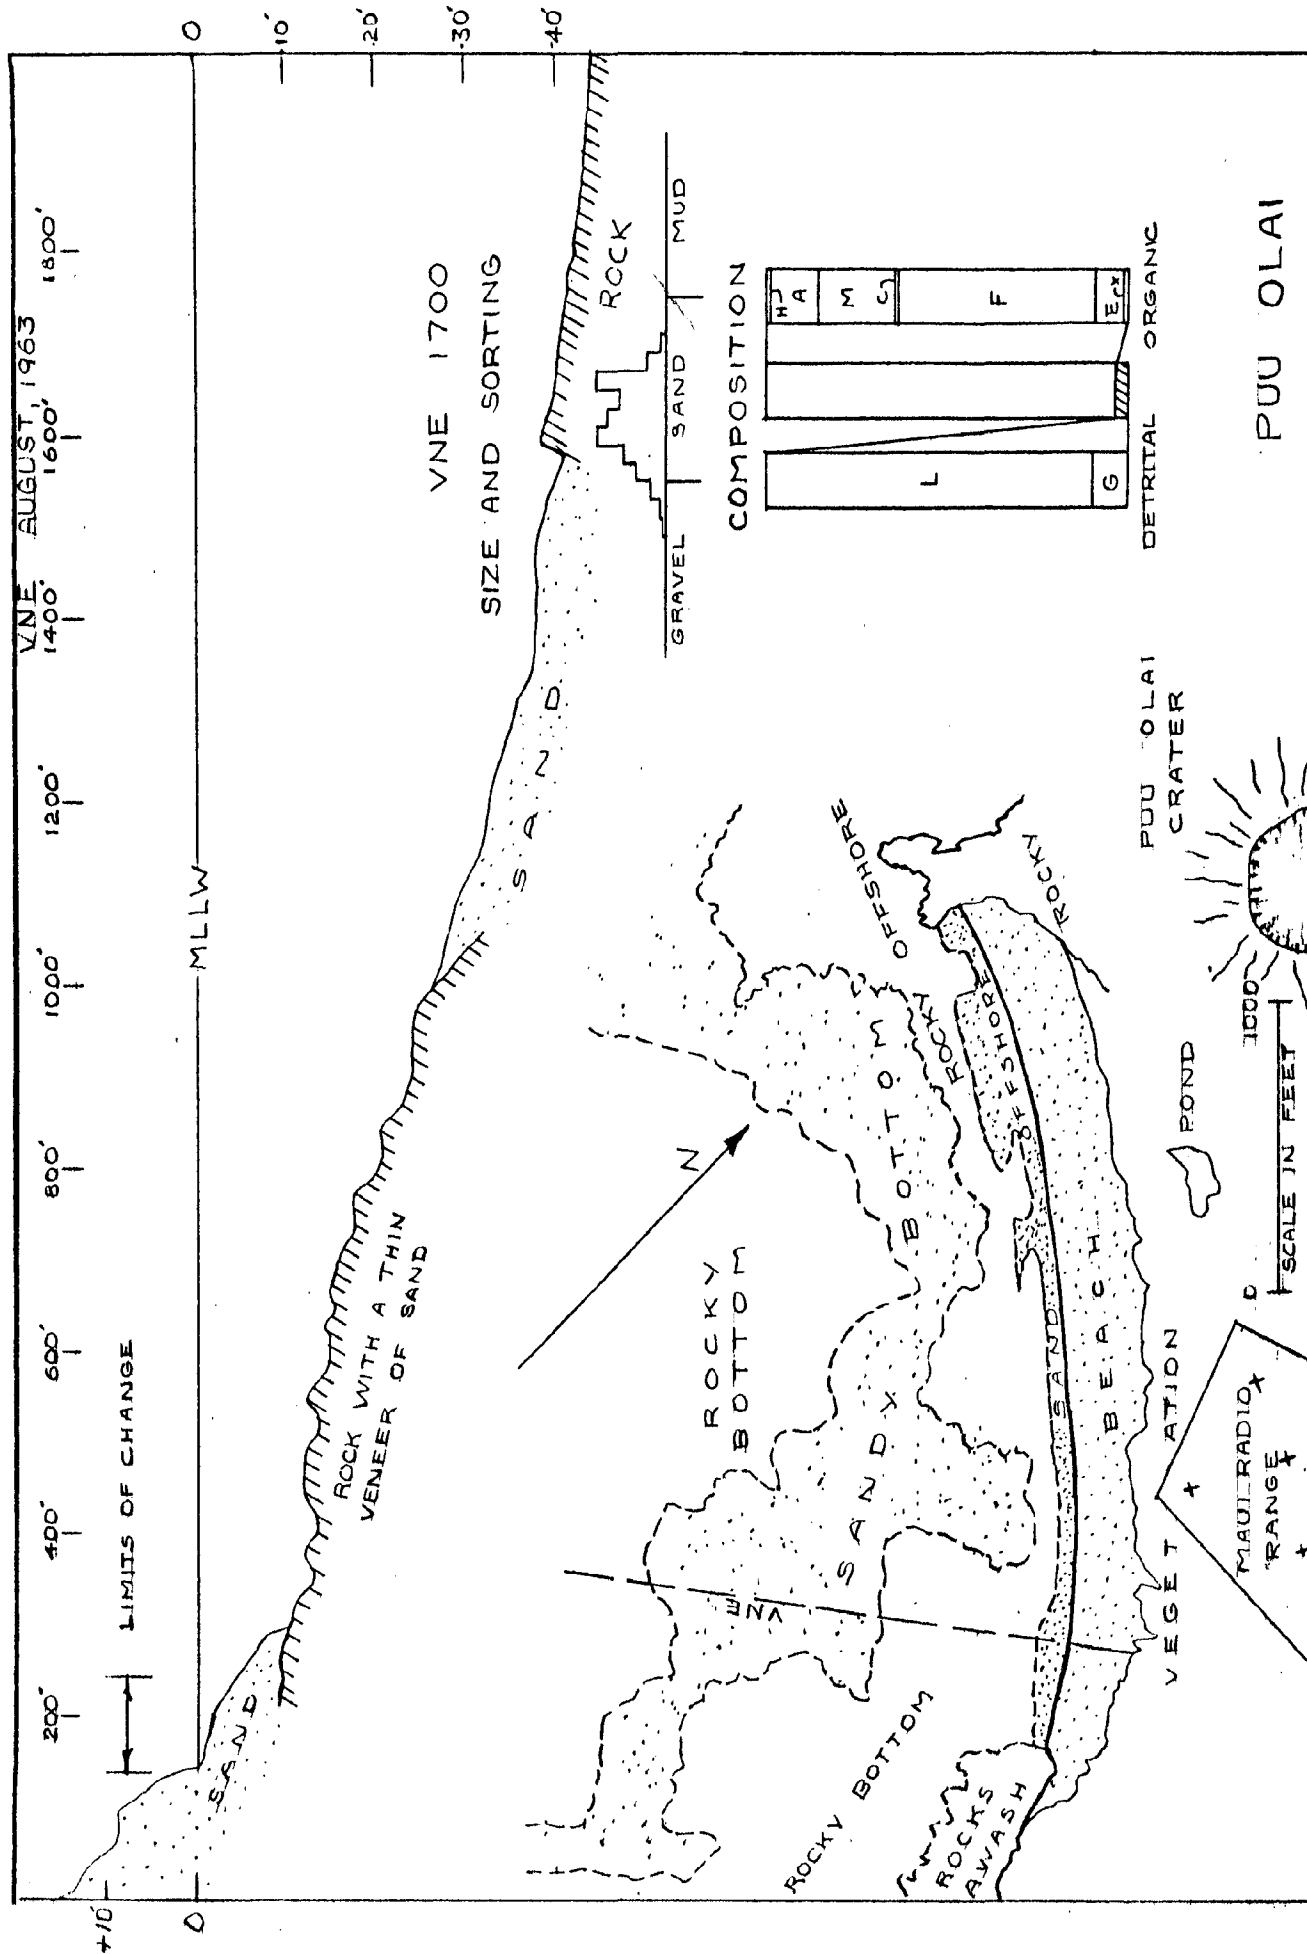 VNE AUGUST, 1963
200' 400' 600' 800' 1000' 1200' 1400' 1600' 1800'
LIMITS OF CHANGE
+10'
0
MLLW
0
-10'
-20'
-30'
-40'
SAND
ROCK WITH A THIN
VENEER OF SAND
SAND
ROCK
VNE 1700
SIZE AND SORTING
GRAVEL SAND MUD
COMPOSITION
L
G
H
A
M
C
F
E
X
DETRITAL ORGANIC
N
ROCKY
BOTTOM
VNE
SANDY BOTTOM
ROCKY OFFSHORE
ROCKY
ROCKY BOTTOM
ROCKS
AWASH
SAND OFFSHORE
BEACH
ROCKY
VEGETATION
POND
PUU OLAI
CRATER
MAUI RADIO
RANGE
0 1000'
SCALE IN FEET
PUU OLAI